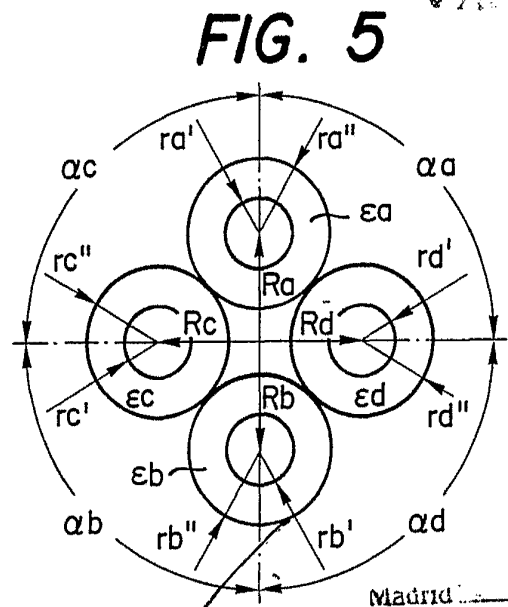 FIG. 5
ra' ra"
αc αa
εa
rc" rd'
Ra
Rc Rd
εc εd
rc' rd"
Rb
εb
αb αd
rb" rb'
Madrid